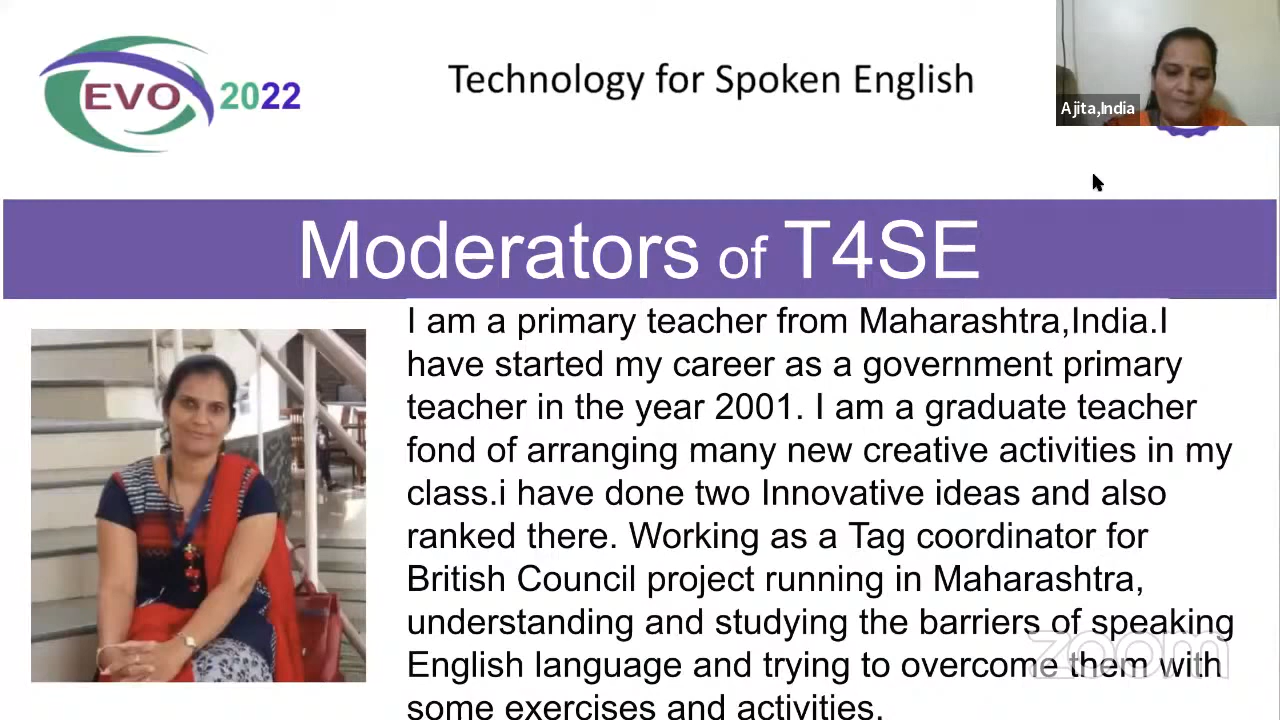 EVO 2022
Technology for Spoken English
Ajita,India
Moderators of T4SE
I am a primary teacher from Maharashtra,India.I
have started my career as a government primary
teacher in the year 2001. I am a graduate teacher
fond of arranging many new creative activities in my
class.i have done two Innovative ideas and also
ranked there. Working as a Tag coordinator for
British Council project running in Maharashtra,
understanding and studying the barriers of speaking
English language and trying to overcome them with
some exercises and activities.
zoom